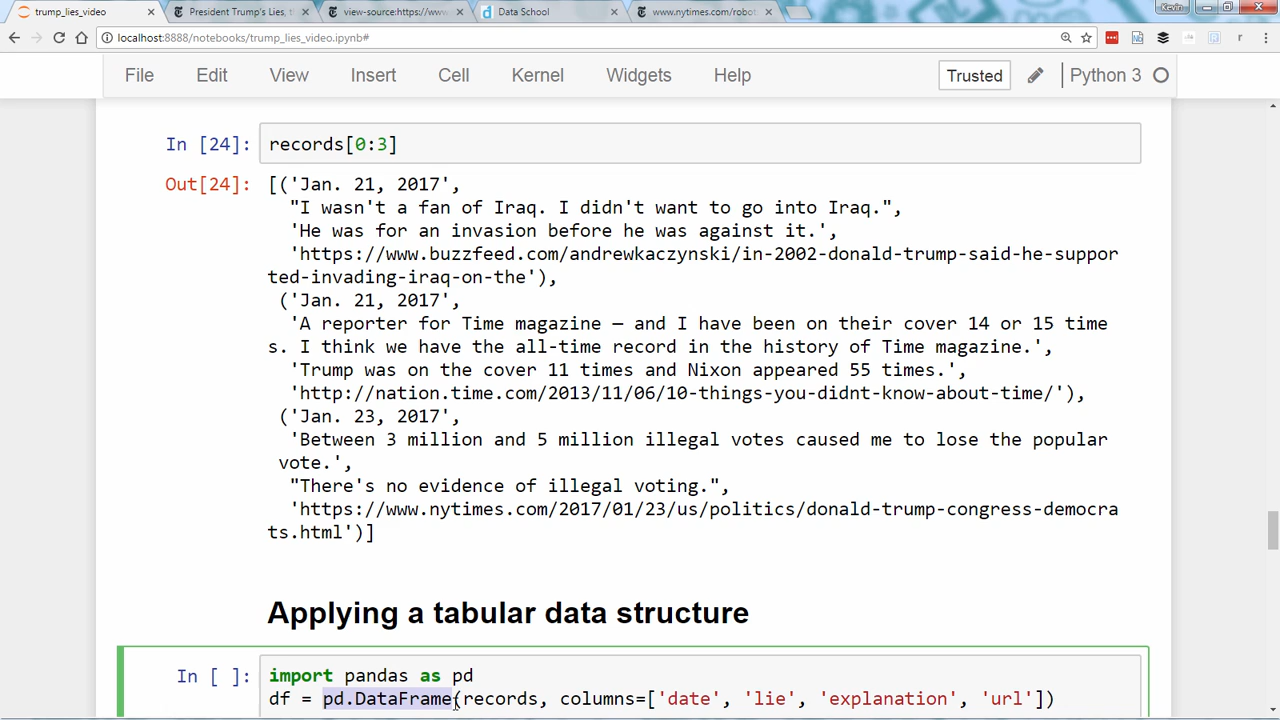 trump_lies_video
President Trump's Lies, t
view-source:https://www
Data School
www.nytimes.com/robot
Kevin
localhost:8888/notebooks/trump_lies_video.ipynb#
File Edit View Insert Cell Kernel Widgets Help Trusted Python 3
In [24]: records[0:3]
Out[24]: [('Jan. 21, 2017',
"I wasn't a fan of Iraq. I didn't want to go into Iraq.",
'He was for an invasion before he was against it.',
'https://www.buzzfeed.com/andrewkaczynski/in-2002-donald-trump-said-he-suppor
ted-invading-iraq-on-the'),
('Jan. 21, 2017',
'A reporter for Time magazine — and I have been on their cover 14 or 15 time
s. I think we have the all-time record in the history of Time magazine.',
'Trump was on the cover 11 times and Nixon appeared 55 times.',
'http://nation.time.com/2013/11/06/10-things-you-didnt-know-about-time/'),
('Jan. 23, 2017',
'Between 3 million and 5 million illegal votes caused me to lose the popular
vote.',
"There's no evidence of illegal voting.",
'https://www.nytimes.com/2017/01/23/us/politics/donald-trump-congress-democra
ts.html')]
Applying a tabular data structure
In [ ]: import pandas as pd
df = pd.DataFrame(records, columns=['date', 'lie', 'explanation', 'url'])